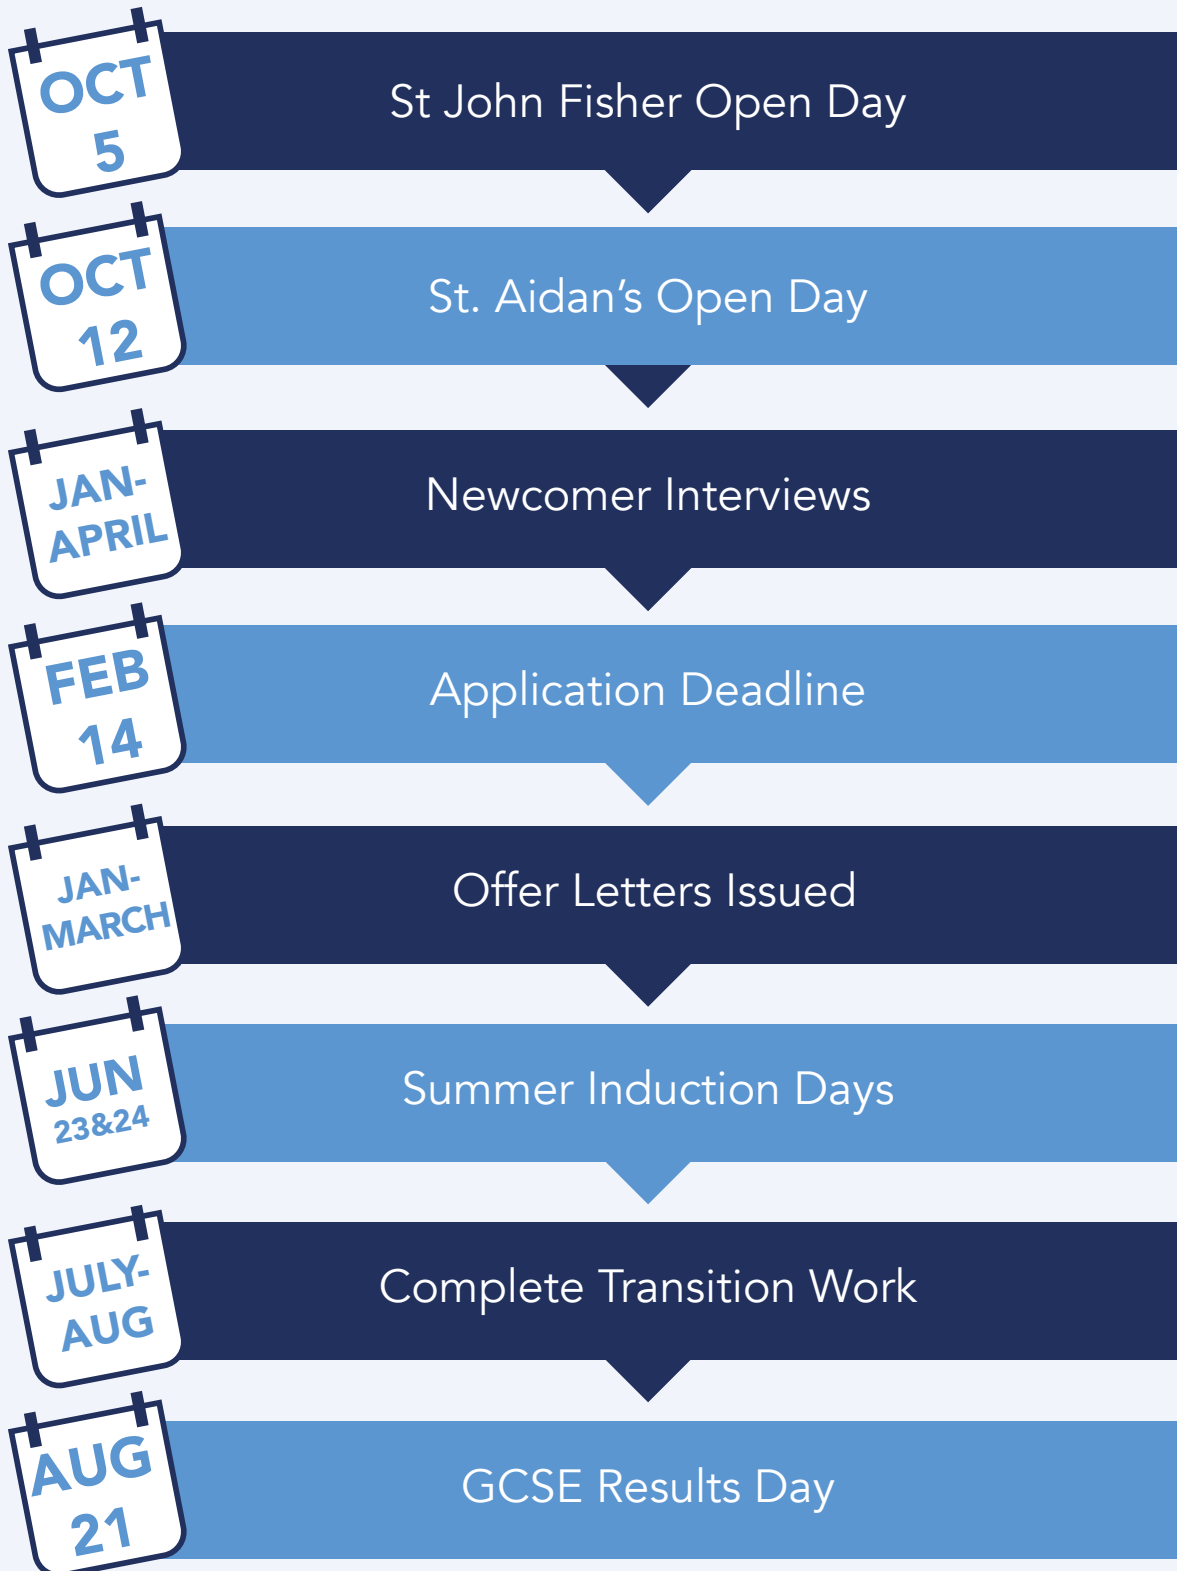 OCT
5
St John Fisher Open Day
OCT
12
St. Aidan’s Open Day
JAN-
APRIL
Newcomer Interviews
FEB
14
Application Deadline
JAN-
MARCH
Offer Letters Issued
JUN
23&24
Summer Induction Days
JULY-
AUG
Complete Transition Work
AUG
21
GCSE Results Day